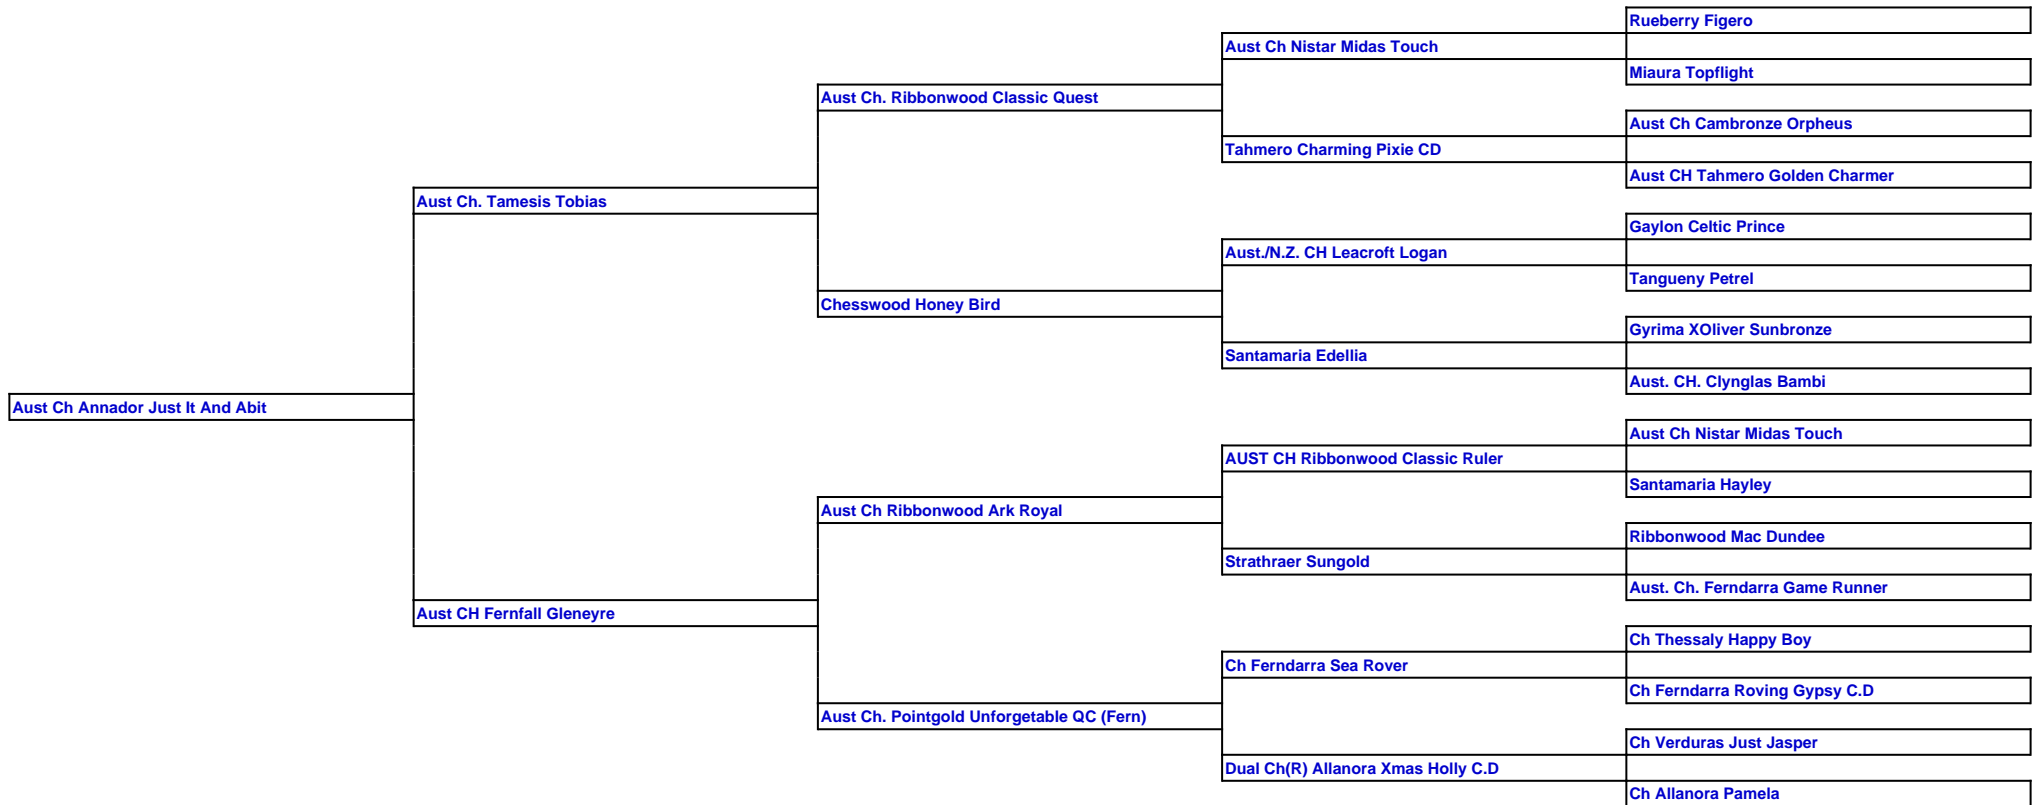 Rueberry Figero
Aust Ch Nistar Midas Touch
Miaura Topflight
Aust Ch. Ribbonwood Classic Quest
Aust Ch Cambronze Orpheus
Tahmero Charming Pixie CD
Aust CH Tahmero Golden Charmer
Aust Ch. Tamesis Tobias
Gaylon Celtic Prince
Aust./N.Z. CH Leacroft Logan
Tangueny Petrel
Chesswood Honey Bird
Gyrima XOliver Sunbronze
Santamaria Edellia
Aust. CH. Clynglas Bambi
Aust Ch Annador Just It And Abit
Aust Ch Nistar Midas Touch
AUST CH Ribbonwood Classic Ruler
Santamaria Hayley
Aust Ch Ribbonwood Ark Royal
Ribbonwood Mac Dundee
Strathraer Sungold
Aust. Ch. Ferndarra Game Runner
Aust CH Fernfall Gleneyre
Ch Thessaly Happy Boy
Ch Ferndarra Sea Rover
Ch Ferndarra Roving Gypsy C.D
Aust Ch. Pointgold Unforgetable QC (Fern)
Ch Verduras Just Jasper
Dual Ch(R) Allanora Xmas Holly C.D
Ch Allanora Pamela